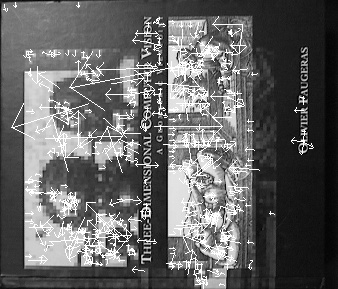 THREE-DIMENSIONAL COMPUTER VISION
OLIVIER FAUGERAS